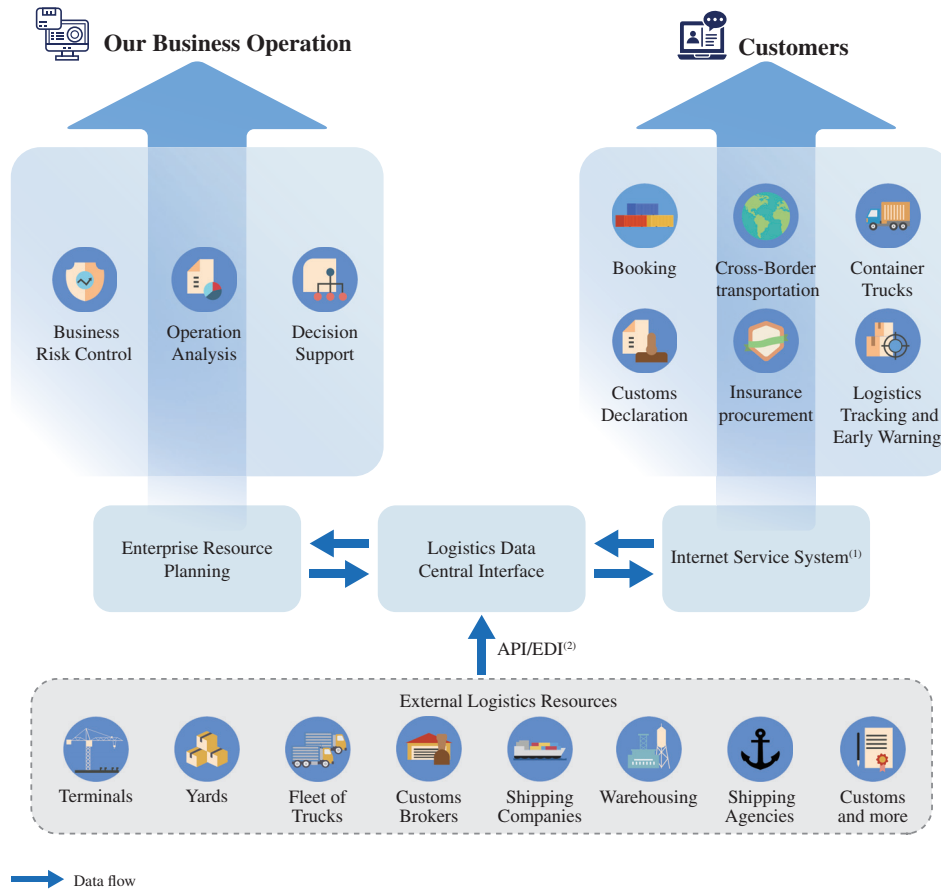 Our Business Operation
Customers
Business
Risk Control
Operation
Analysis
Decision
Support
Booking
Cross-Border
transportation
Container
Trucks
Customs
Declaration
Insurance
procurement
Logistics
Tracking and
Early Warning
Enterprise Resource
Planning
Logistics Data
Central Interface
Internet Service System(1)
API/EDI(2)
External Logistics Resources
Terminals
Yards
Fleet of
Trucks
Customs
Brokers
Shipping
Companies
Warehousing
Shipping
Agencies
Customs
and more
Data flow